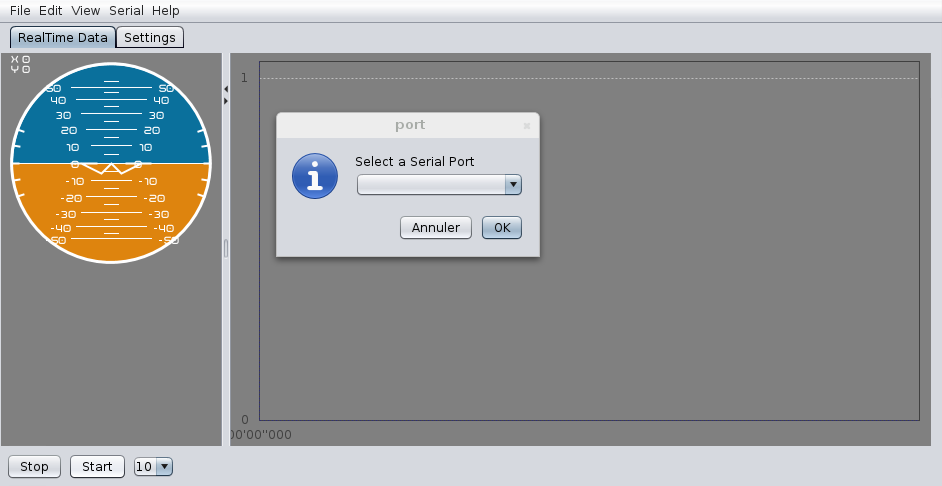 File Edit View Serial Help
RealTime Data Settings
X0
Y0
50 50
40 40
30 30
20 20
10 10
0 0
-10 -10
-20 -20
-30 -30
-40 -40
-50 -50
1
port
Select a Serial Port
Annuler OK
0
00'00''000
Stop Start 10